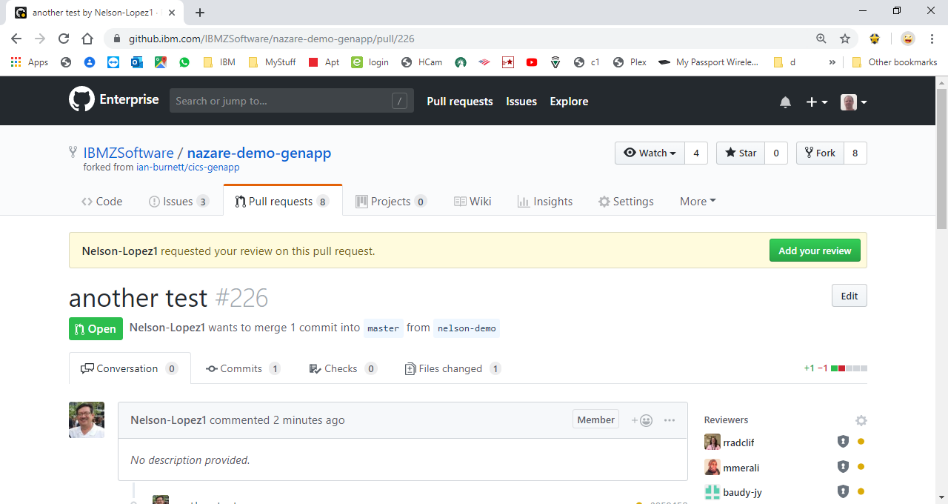 another test by Nelson-Lopez1 ·
github.ibm.com/IBMZSoftware/nazare-demo-genapp/pull/226
Apps IBM MyStuff Apt login HCam c1 Plex My Passport Wirele... d » Other bookmarks
Enterprise Search or jump to... / Pull requests Issues Explore
IBMZSoftware / nazare-demo-genapp Watch 4 Star 0 Fork 8
forked from ian-burnett/cics-genapp
Code Issues 3 Pull requests 8 Projects 0 Wiki Insights Settings More
Nelson-Lopez1 requested your review on this pull request. Add your review
another test #226 Edit
Open Nelson-Lopez1 wants to merge 1 commit into master from nelson-demo
Conversation 0 Commits 1 Checks 0 Files changed 1 +1 −1
Nelson-Lopez1 commented 2 minutes ago Member Reviewers
No description provided. rradclif
mmerali
baudy-jy